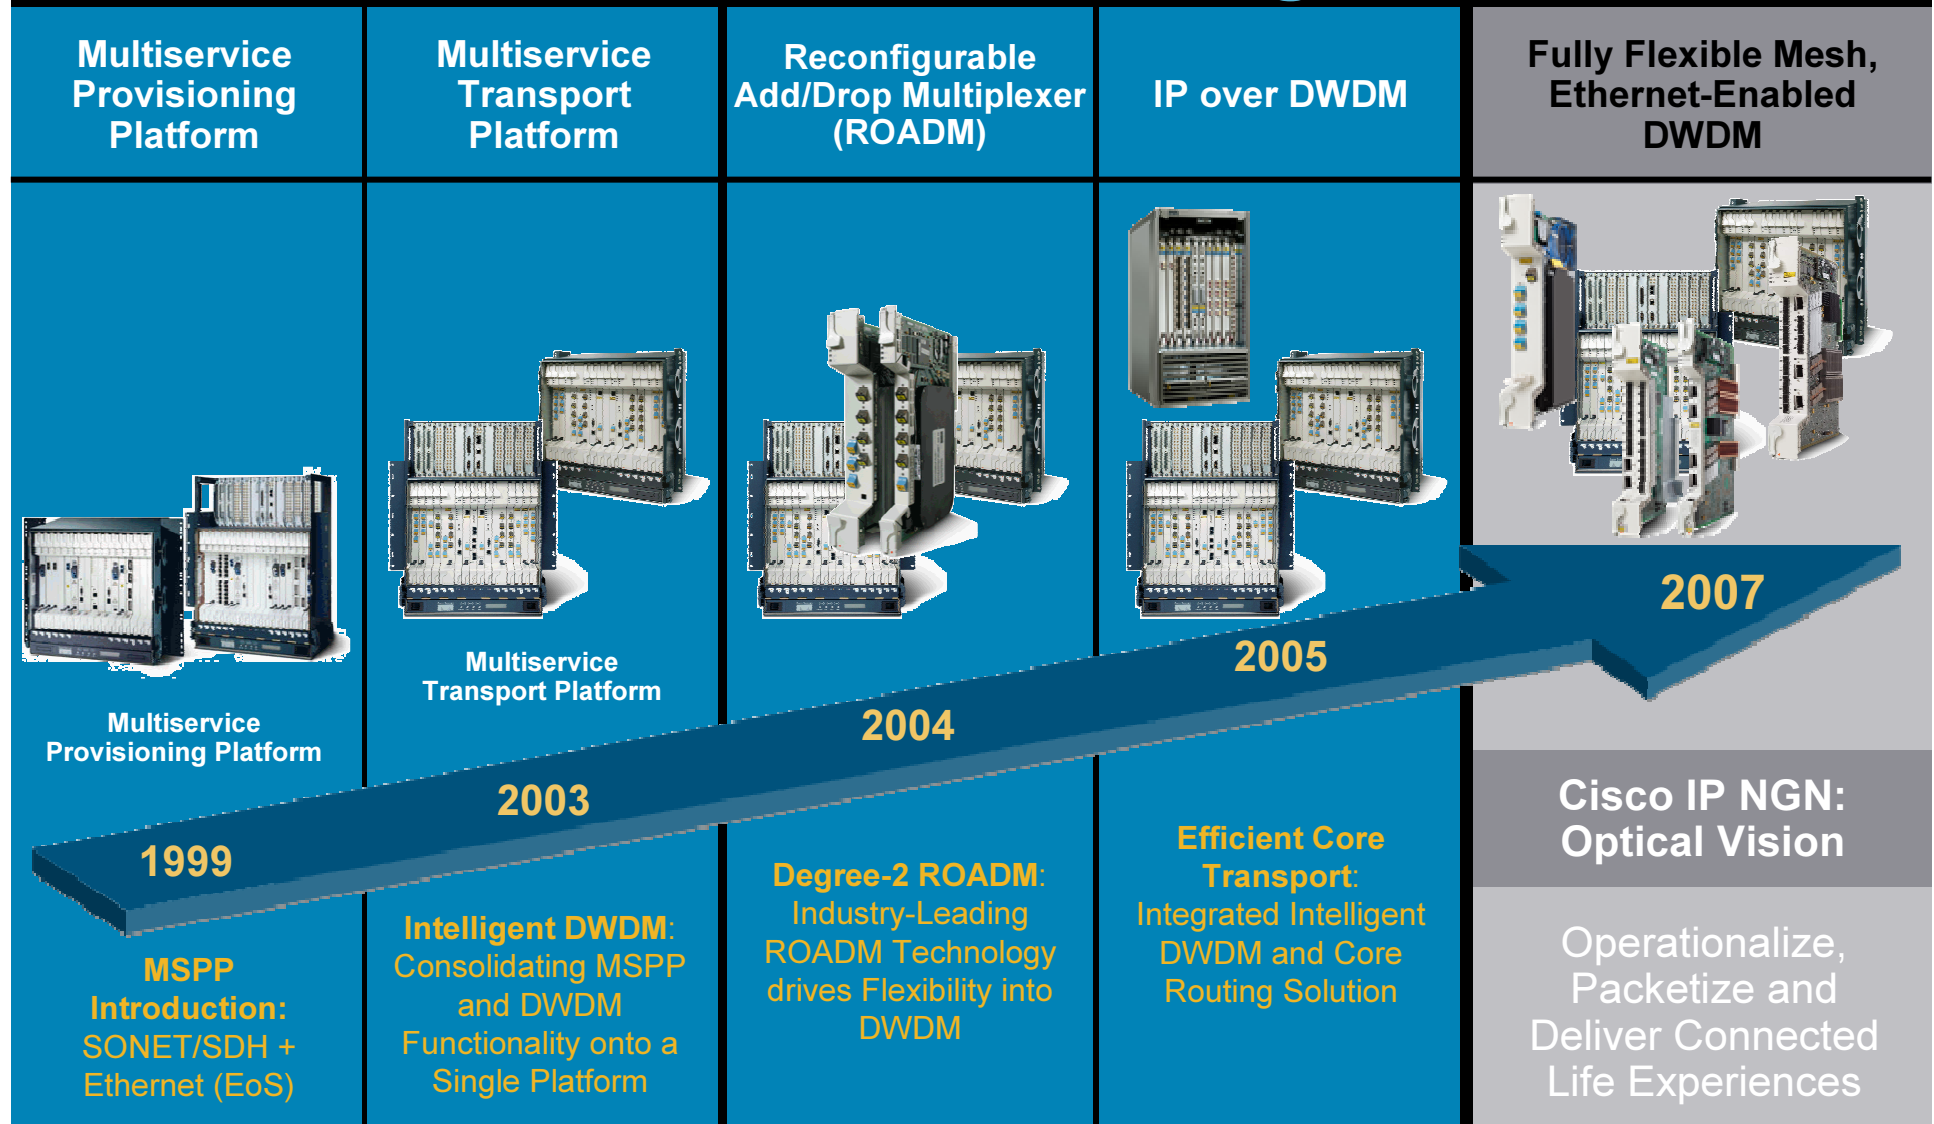 Multiservice
Provisioning
Platform
Multiservice
Transport
Platform
Reconfigurable
Add/Drop Multiplexer
(ROADM)
IP over DWDM
Fully Flexible Mesh,
Ethernet-Enabled
DWDM
Multiservice
Provisioning Platform
Multiservice
Transport Platform
1999
2003
2004
2005
2007
MSPP
Introduction:
SONET/SDH +
Ethernet (EoS)
Intelligent DWDM:
Consolidating MSPP
and DWDM
Functionality onto a
Single Platform
Degree-2 ROADM:
Industry-Leading
ROADM Technology
drives Flexibility into
DWDM
Efficient Core
Transport:
Integrated Intelligent
DWDM and Core
Routing Solution
Cisco IP NGN:
Optical Vision
Operationalize,
Packetize and
Deliver Connected
Life Experiences